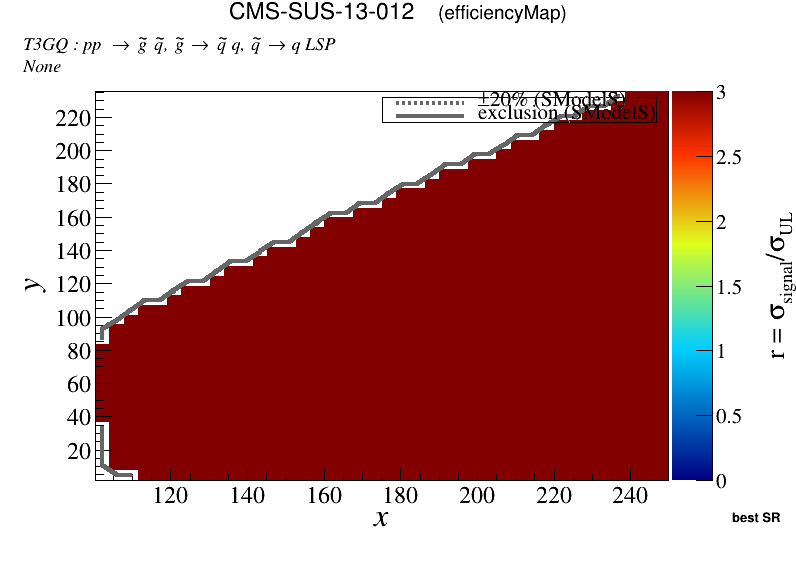 CMS-SUS-13-012 (efficiencyMap)
T3GQ : pp → g̃ q̃, g̃ → q̃ q, q̃ → q LSP
None
±20% (SModelS)
exclusion (SModelS)
220
200
180
160
140
120
100
80
60
40
20
y
120 140 160 180 200 220 240
x
3
2.5
2
1.5
1
0.5
0
r = σsignal/σUL
best SR